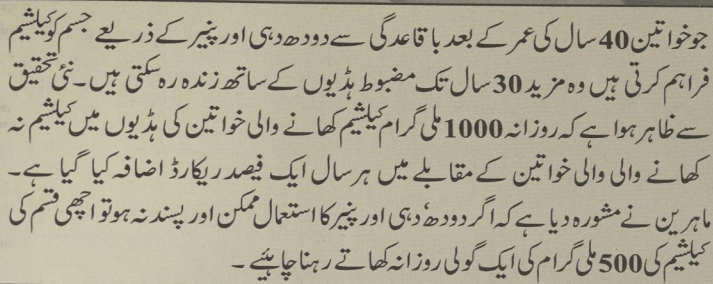 جو خواتین 40 سال کی عمر کے بعد باقاعدگی سے دودھ دہی اور پنیر کے ذریعے جسم کو کیلشیم
فراہم کرتی ہیں وہ مزید 30 سال تک مضبوط ہڈیوں کے ساتھ زندہ رہ سکتی ہیں۔ نئی تحقیق
سے ظاہر ہوا ہے کہ روزانہ 1000 ملی گرام کیلشیم کھانے والی خواتین کی ہڈیوں میں کیلشیم نہ
کھانے والی والی خواتین کے مقابلے میں ہر سال ایک فیصد ریکارڈ اضافہ کیا گیا ہے۔
ماہرین نے مشورہ دیا ہے کہ اگر دودھ دہی اور پنیر کا استعمال ممکن اور پسند نہ ہو تو اچھی قسم کی
کیلشیم کی 500 ملی گرام کی ایک گولی روزانہ کھاتے رہنا چاہئیے ۔